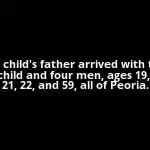 child's father arrived with
child and four men, ages 19,
21, 22, and 59, all of Peoria.